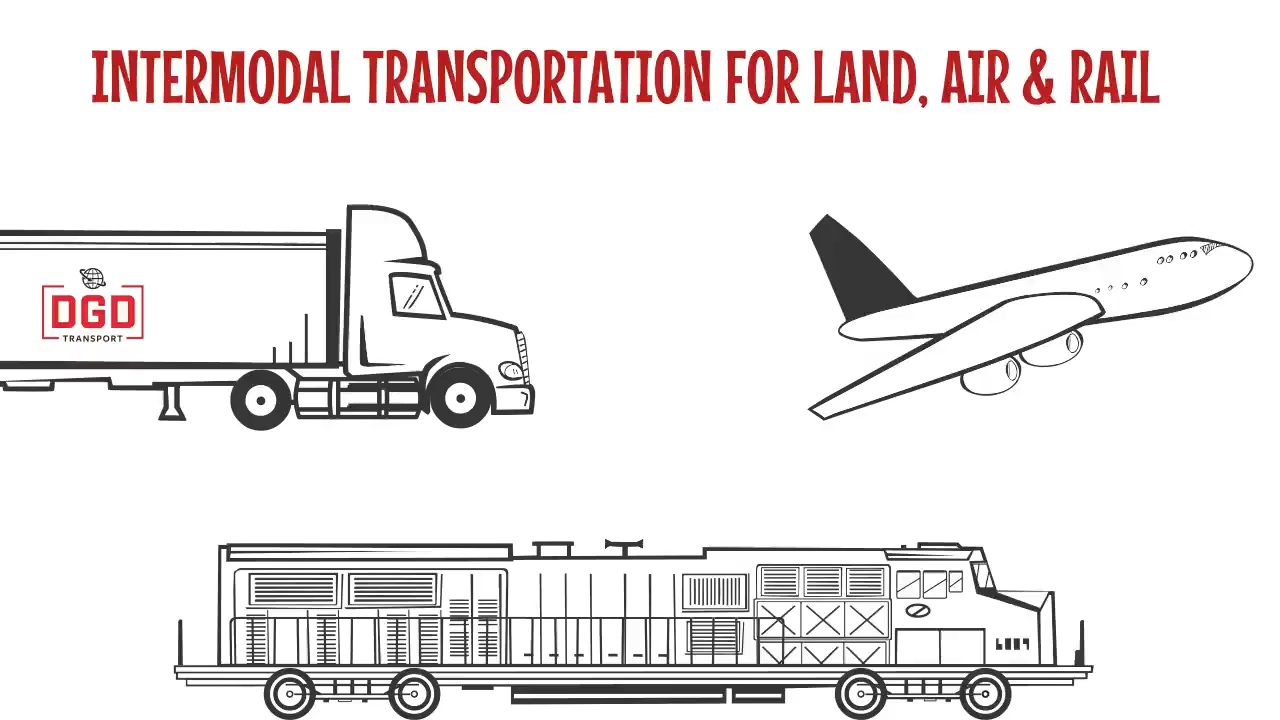 INTERMODAL TRANSPORTATION FOR LAND, AIR & RAIL
DGD
TRANSPORT